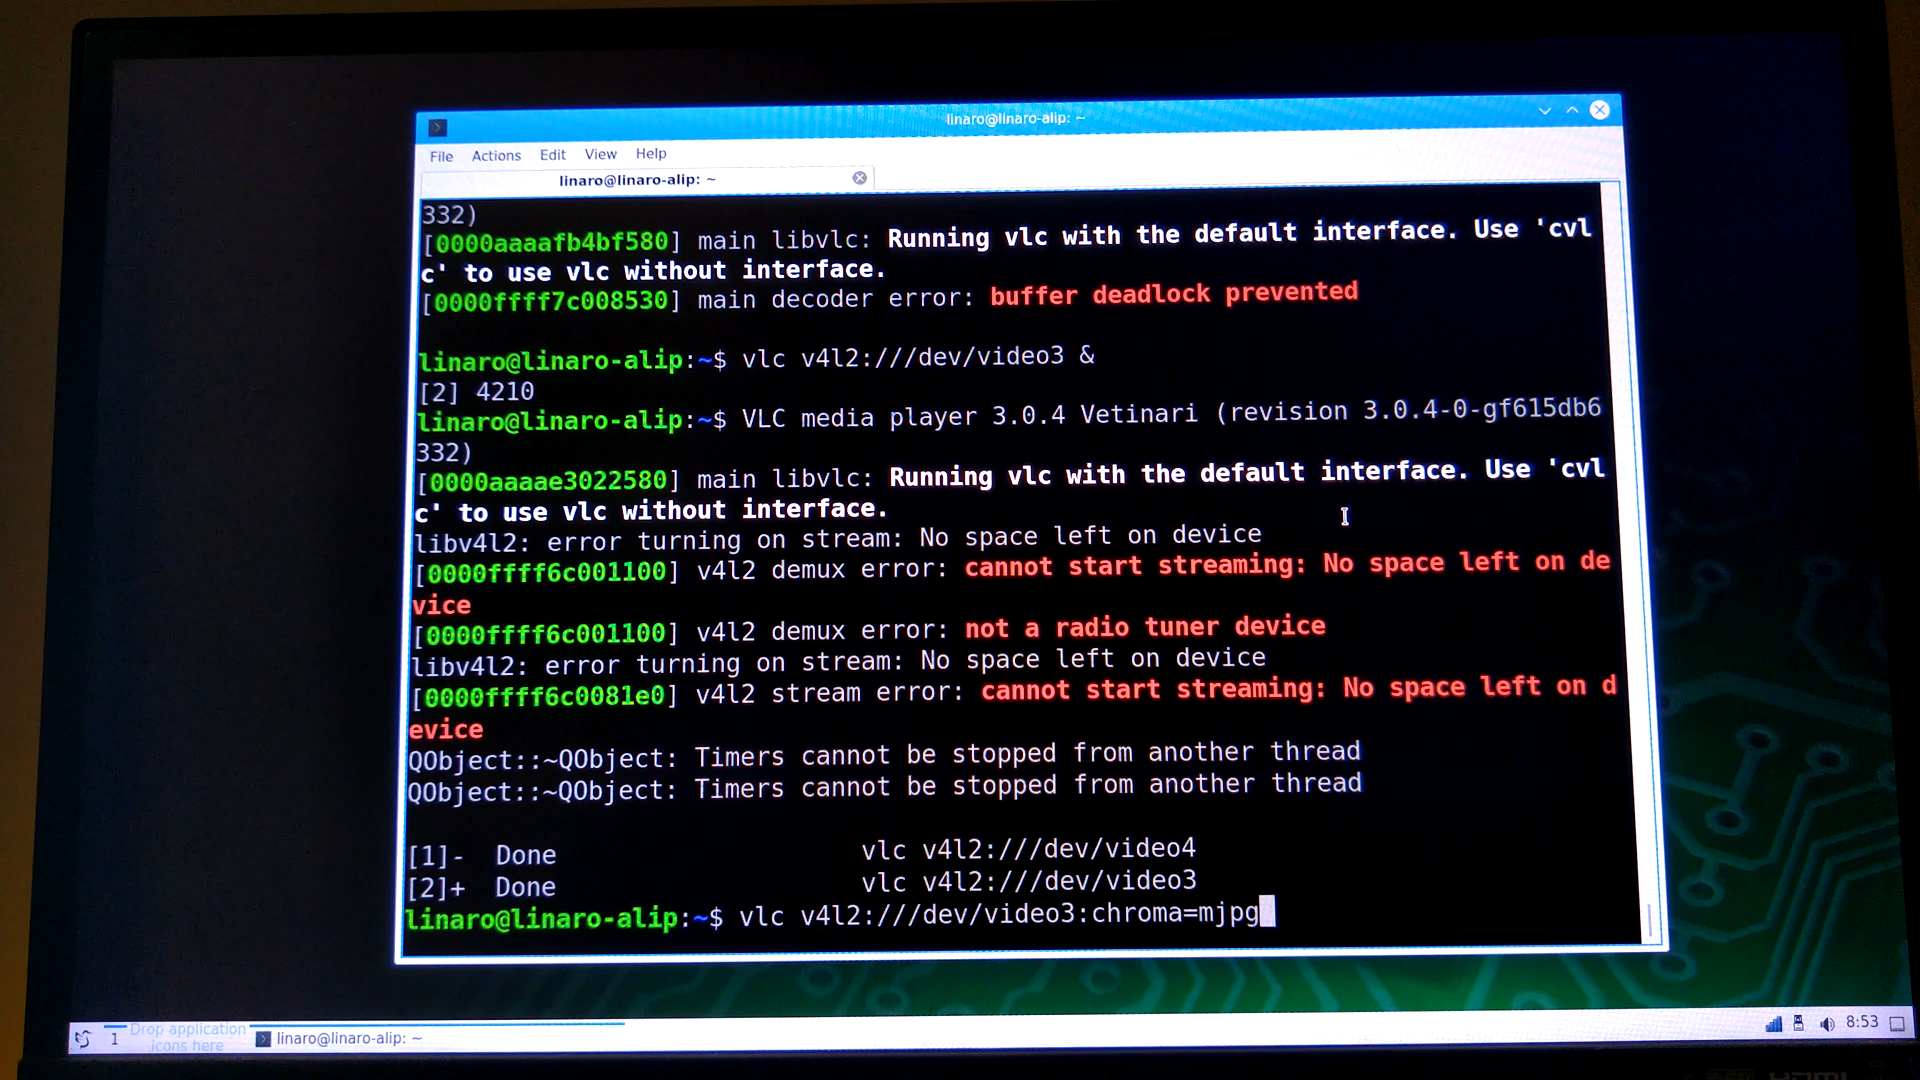 linaro@linaro-alip: ~
File Actions Edit View Help
linaro@linaro-alip: ~
332)
[0000aaaafb4bf580] main libvlc: Running vlc with the default interface. Use 'cvl
c' to use vlc without interface.
[0000ffff7c008530] main decoder error: buffer deadlock prevented
linaro@linaro-alip:~$ vlc v4l2:///dev/video3 &
[2] 4210
linaro@linaro-alip:~$ VLC media player 3.0.4 Vetinari (revision 3.0.4-0-gf615db6
332)
[0000aaaae3022580] main libvlc: Running vlc with the default interface. Use 'cvl
c' to use vlc without interface.
libv4l2: error turning on stream: No space left on device
[0000ffff6c001100] v4l2 demux error: cannot start streaming: No space left on de
vice
[0000ffff6c001100] v4l2 demux error: not a radio tuner device
libv4l2: error turning on stream: No space left on device
[0000ffff6c0081e0] v4l2 stream error: cannot start streaming: No space left on d
evice
QObject::~QObject: Timers cannot be stopped from another thread
QObject::~QObject: Timers cannot be stopped from another thread
[1]-  Done                    vlc v4l2:///dev/video4
[2]+  Done                    vlc v4l2:///dev/video3
linaro@linaro-alip:~$ vlc v4l2:///dev/video3:chroma=mjpg
1
Drop application
icons here
linaro@linaro-alip: ~
8:53